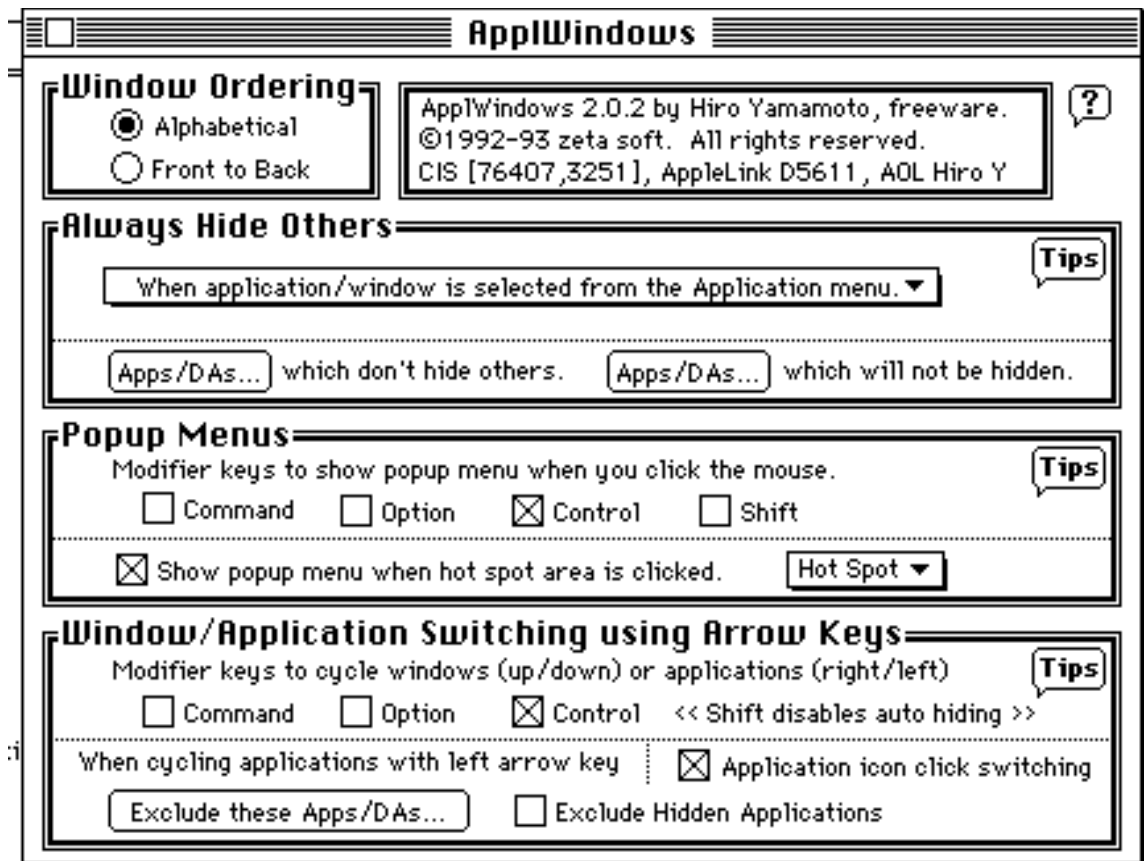 ApplWindows
Window Ordering
Alphabetical
Front to Back
ApplWindows 2.0.2 by Hiro Yamamoto, freeware.
©1992-93 zeta soft. All rights reserved.
CIS [76407,3251], AppleLink D5611, AOL Hiro Y
?
Always Hide Others
Tips
When application/window is selected from the Application menu.
Apps/DAs... which don't hide others. Apps/DAs... which will not be hidden.
Popup Menus
Tips
Modifier keys to show popup menu when you click the mouse.
Command Option Control Shift
Show popup menu when hot spot area is clicked. Hot Spot
Window/Application Switching using Arrow Keys
Tips
Modifier keys to cycle windows (up/down) or applications (right/left)
Command Option Control << Shift disables auto hiding >>
When cycling applications with left arrow key
Application icon click switching
Exclude these Apps/DAs... Exclude Hidden Applications